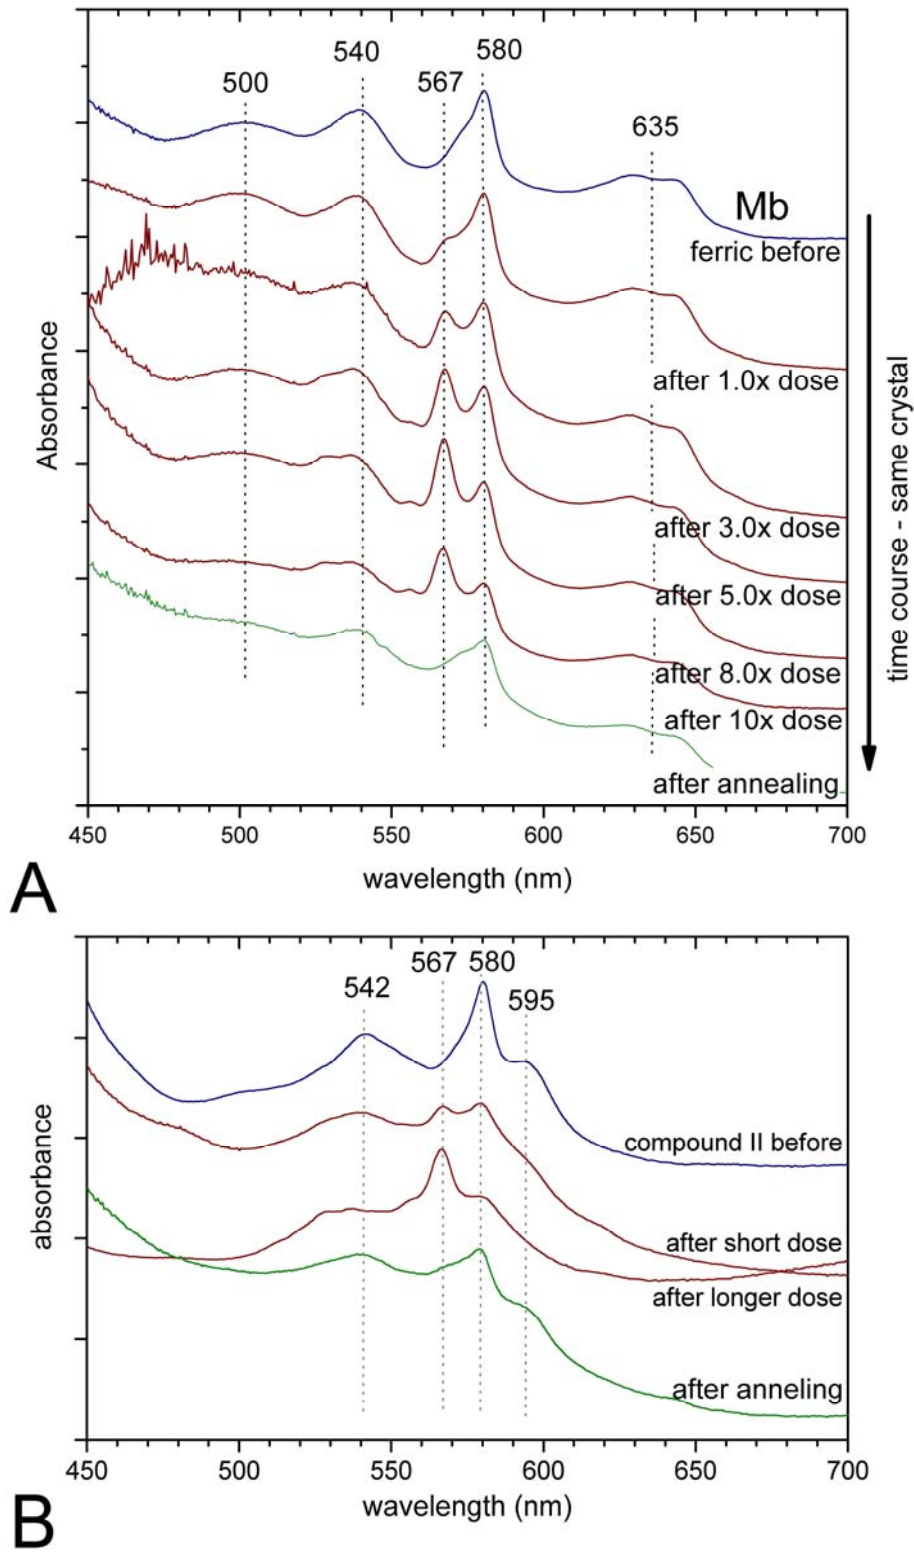 500
540
567
580
635
Mb
ferric before
after 1.0x dose
after 3.0x dose
after 5.0x dose
after 8.0x dose
after 10x dose
after annealing
Absorbance
time course - same crystal
450 500 550 600 650 700
wavelength (nm)
A
542
567
580
595
compound II before
after short dose
after longer dose
after anneling
absorbance
450 500 550 600 650 700
wavelength (nm)
B